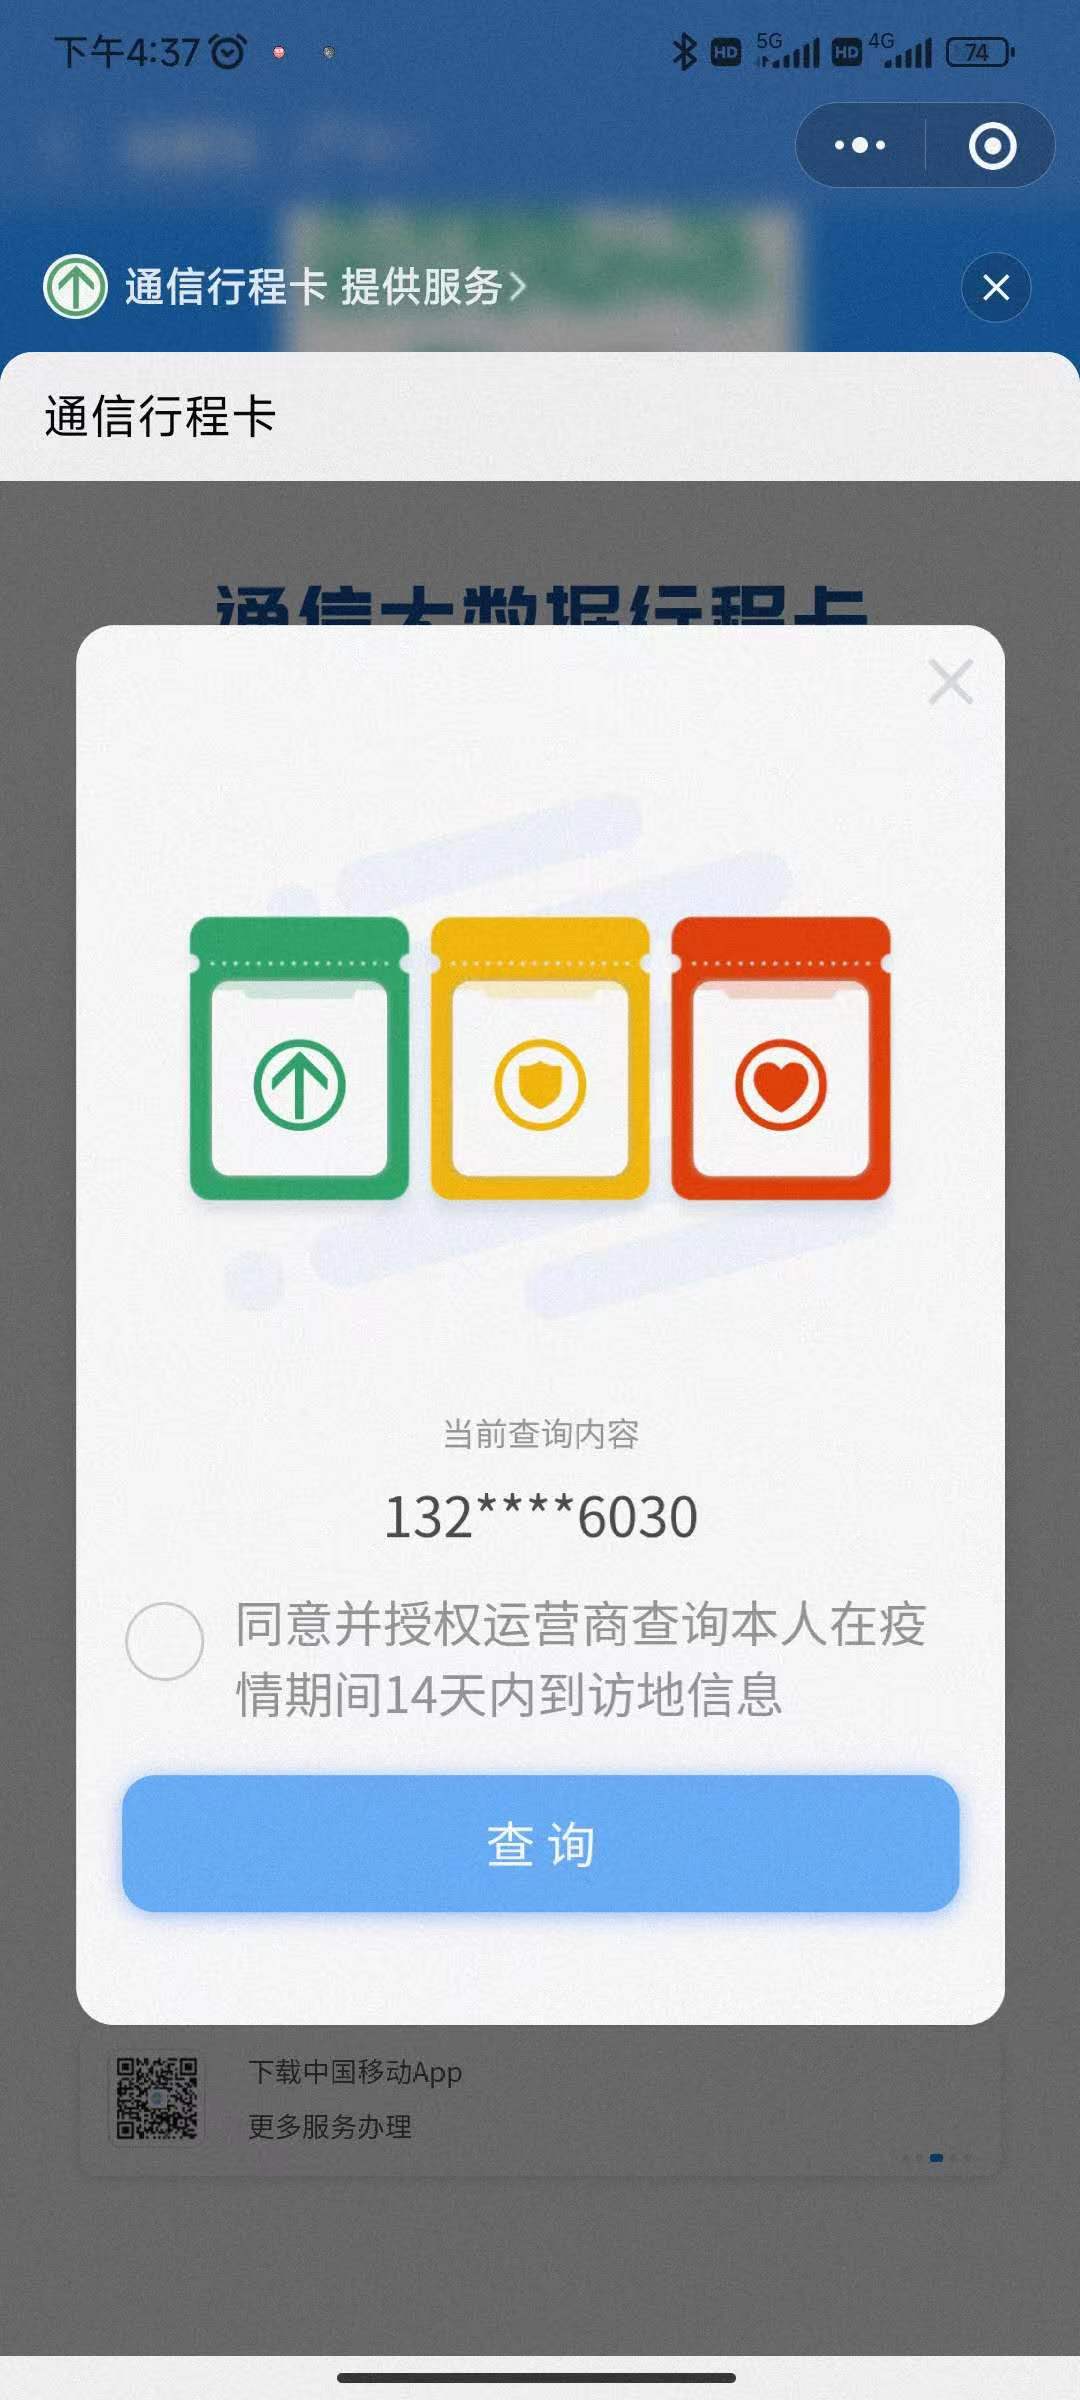 下午4:37
HD 5G HD 4G 74
通信行程卡 提供服务
通信行程卡
通信大数据行程卡
当前查询内容
132****6030
同意并授权运营商查询本人在疫
情期间14天内到访地信息
查询
下载中国移动App
更多服务办理